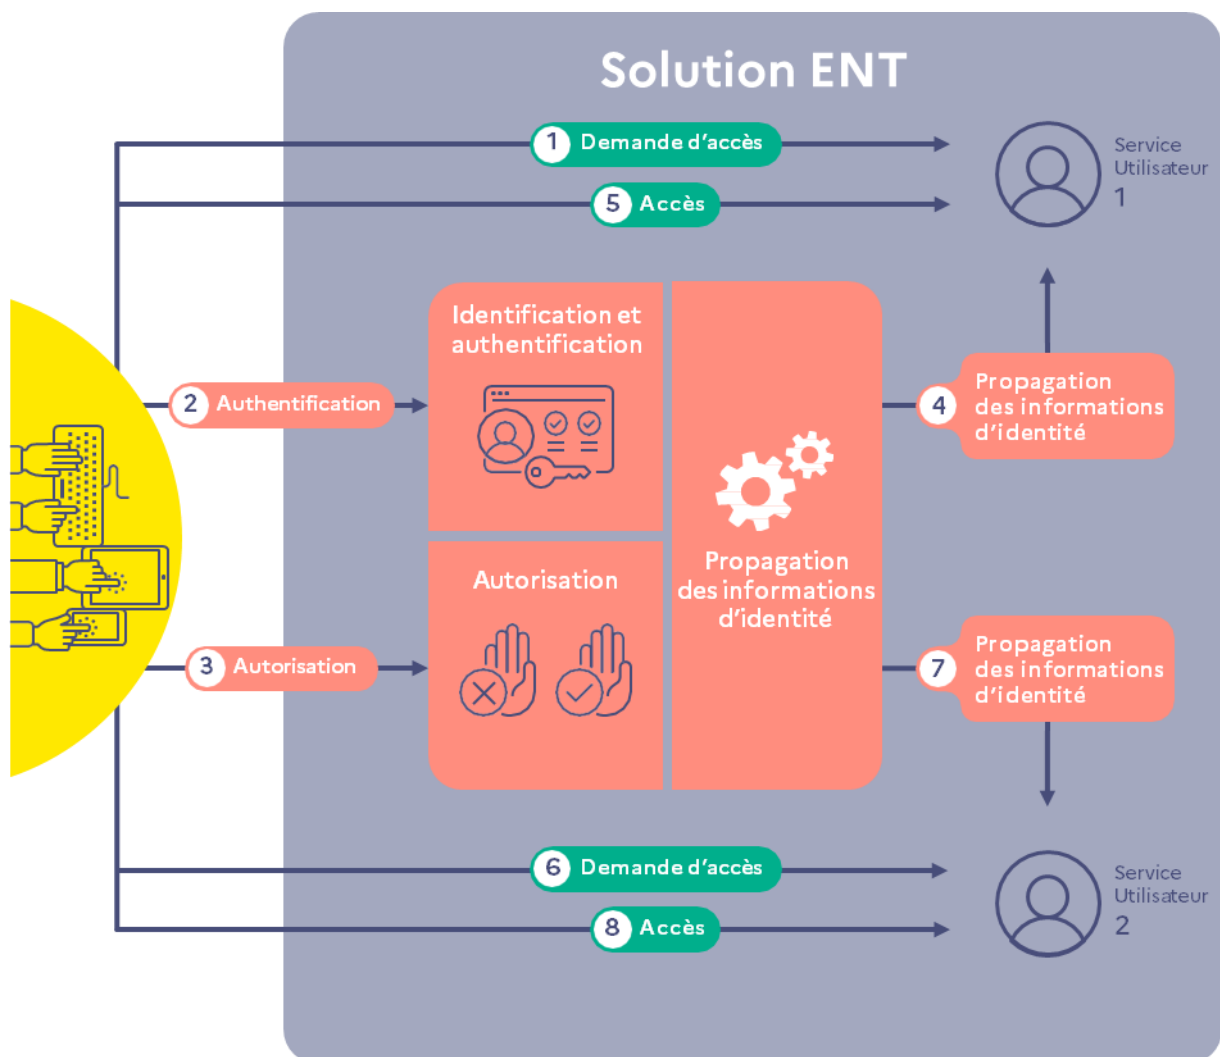 Solution ENT
1 Demande d'accès
Service
Utilisateur
1
5 Accès
Identification et
authentification
2 Authentification
4
Propagation
des informations
d'identité
Propagation
des informations
d'identité
Autorisation
3 Autorisation
7
Propagation
des informations
d'identité
6 Demande d'accès
Service
Utilisateur
2
8 Accès